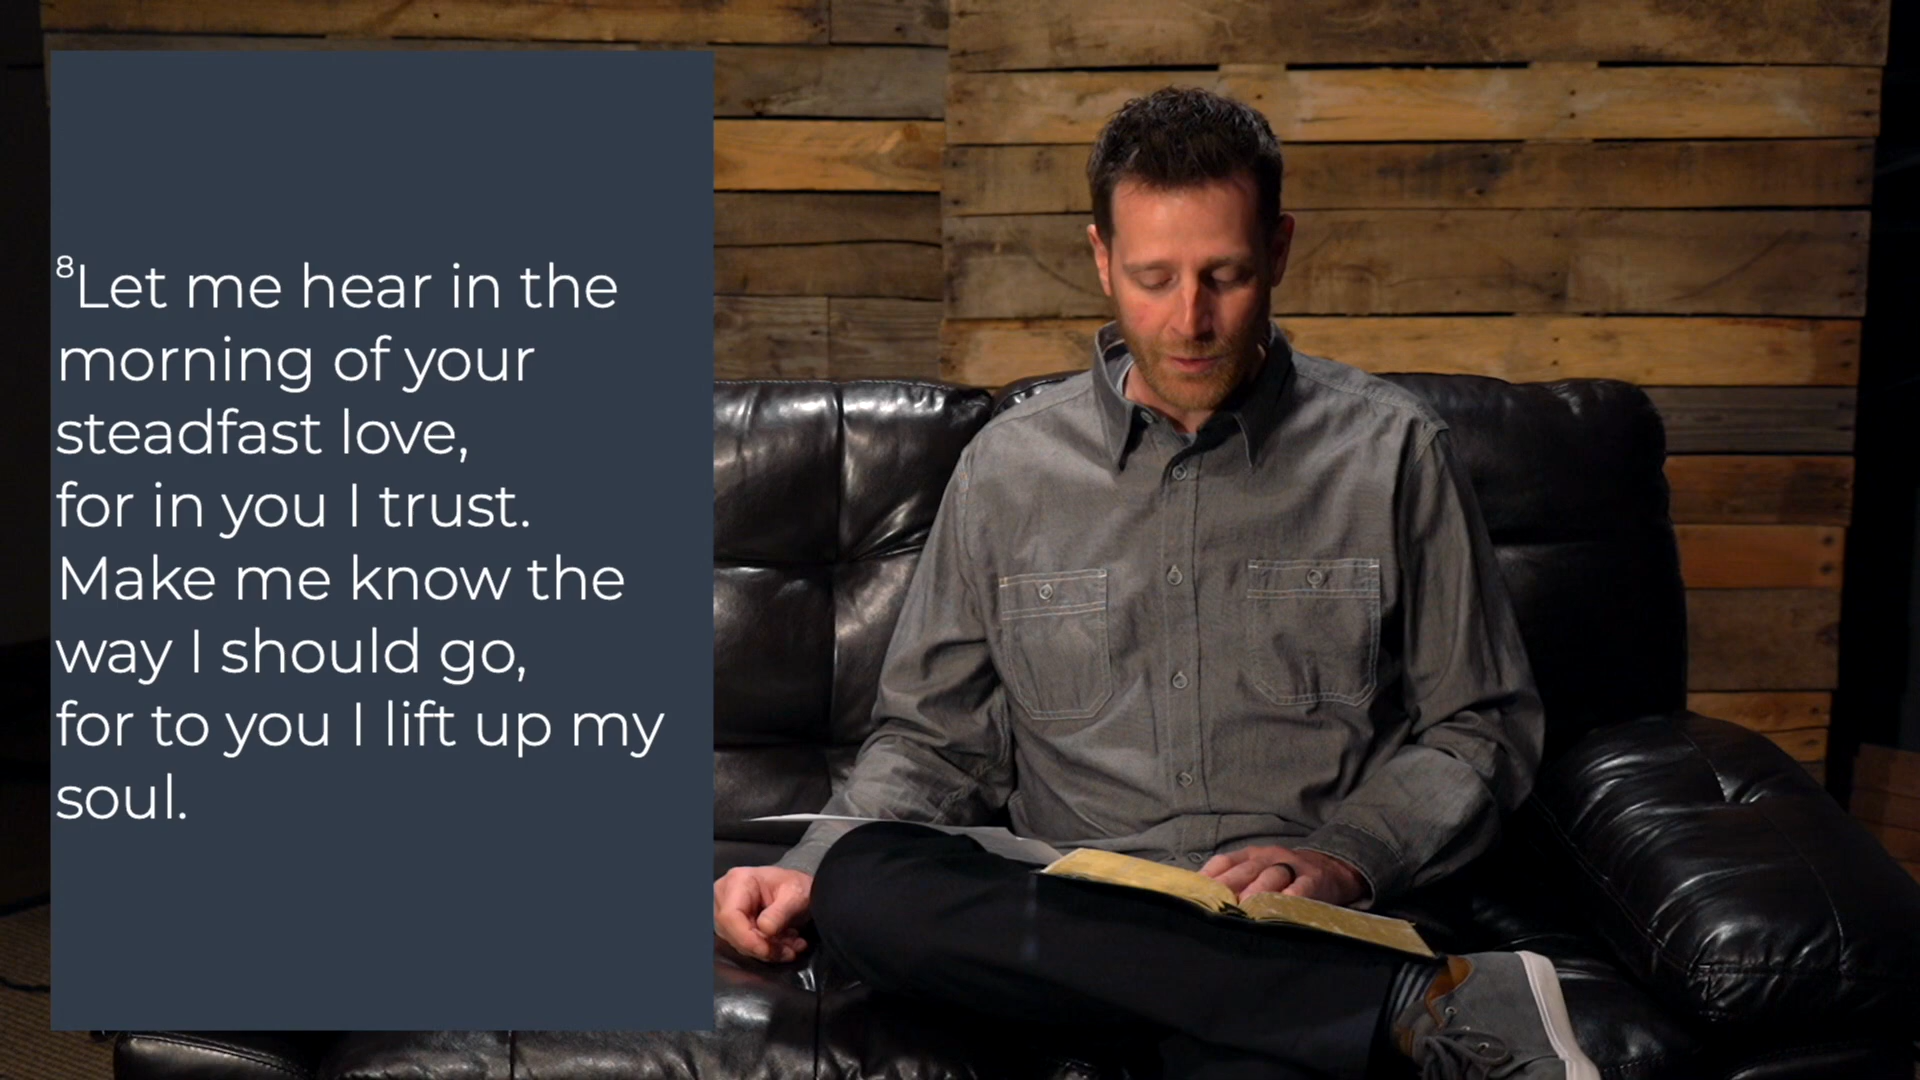 ⁸Let me hear in the
morning of your
steadfast love,
for in you I trust.
Make me know the
way I should go,
for to you I lift up my
soul.